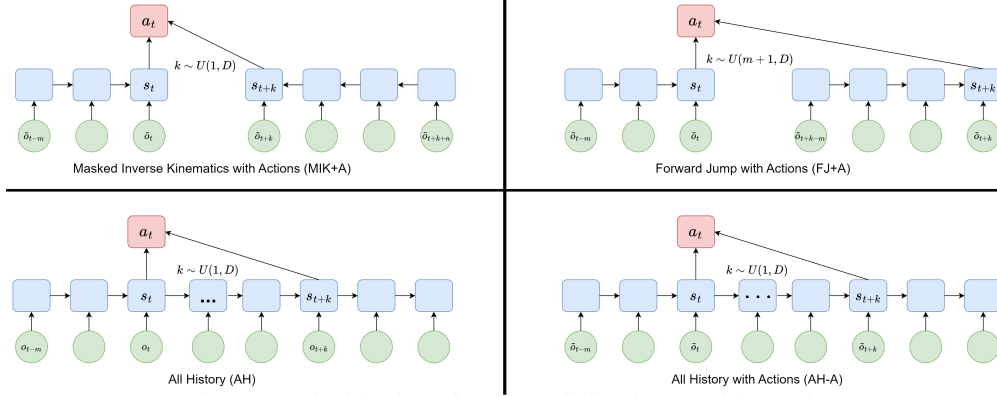 a_t
k ∼ U(1, D)
s_t
s_{t+k}
õ_{t−m}
õ_t
õ_{t+k}
õ_{t+k+n}
Masked Inverse Kinematics with Actions (MIK+A)
a_t
k ∼ U(m + 1, D)
s_t
s_{t+k}
õ_{t−m}
õ_t
õ_{t+k−m}
õ_{t+k}
Forward Jump with Actions (FJ+A)
a_t
k ∼ U(1, D)
s_t
...
s_{t+k}
o_{t−m}
o_t
o_{t+k}
All History (AH)
a_t
k ∼ U(1, D)
s_t
· · ·
s_{t+k}
õ_{t−m}
õ_t
õ_{t+k}
All History with Actions (AH-A)